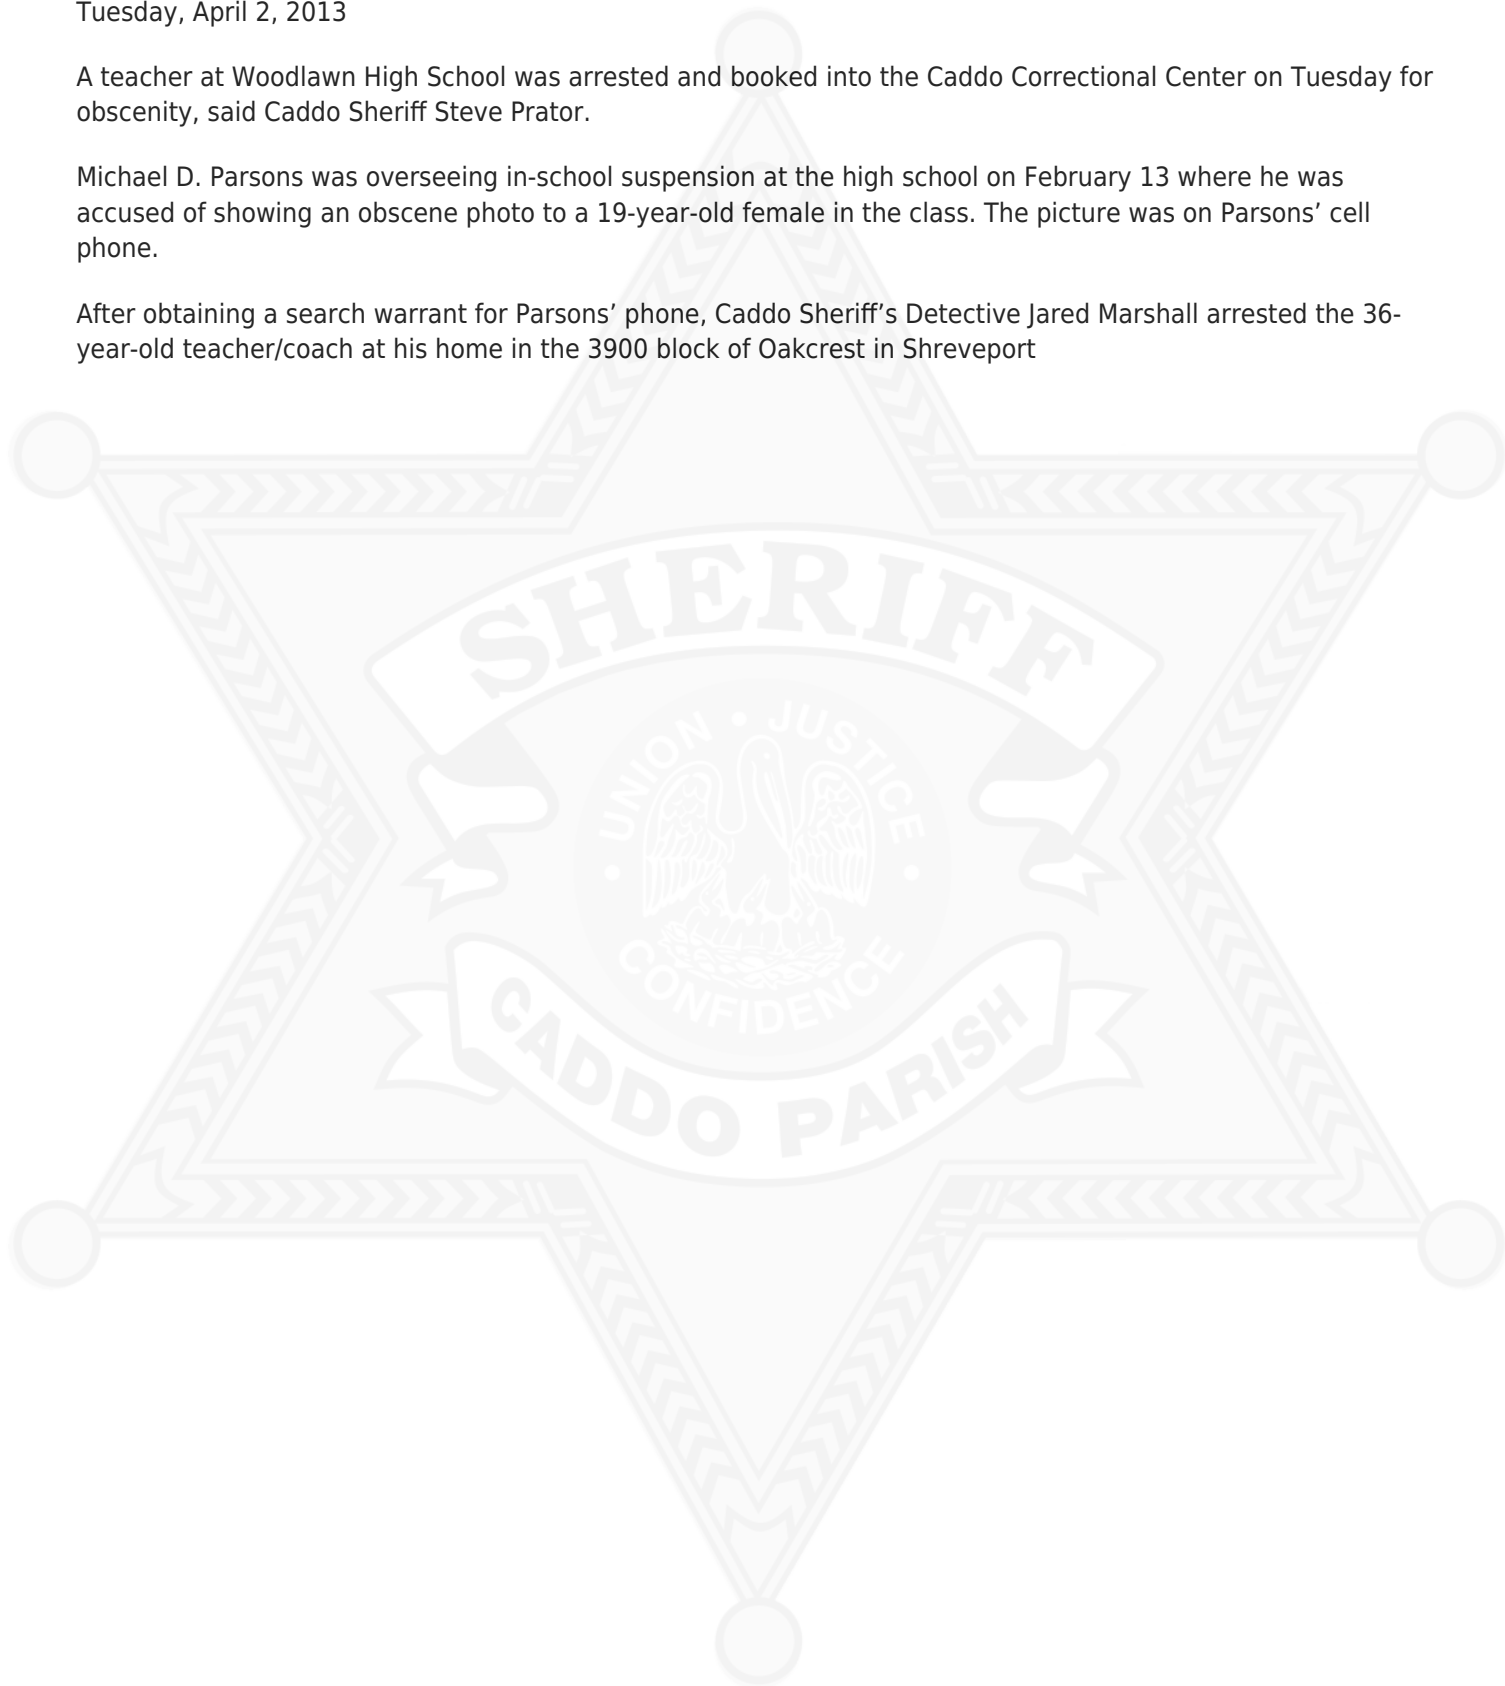 Tuesday, April 2, 2013
A teacher at Woodlawn High School was arrested and booked into the Caddo Correctional Center on Tuesday for
obscenity, said Caddo Sheriff Steve Prator.
Michael D. Parsons was overseeing in-school suspension at the high school on February 13 where he was
accused of showing an obscene photo to a 19-year-old female in the class. The picture was on Parsons’ cell
phone.
After obtaining a search warrant for Parsons’ phone, Caddo Sheriff’s Detective Jared Marshall arrested the 36-
year-old teacher/coach at his home in the 3900 block of Oakcrest in Shreveport
SHERIFF
UNION • JUSTICE
• CONFIDENCE •
CADDO PARISH